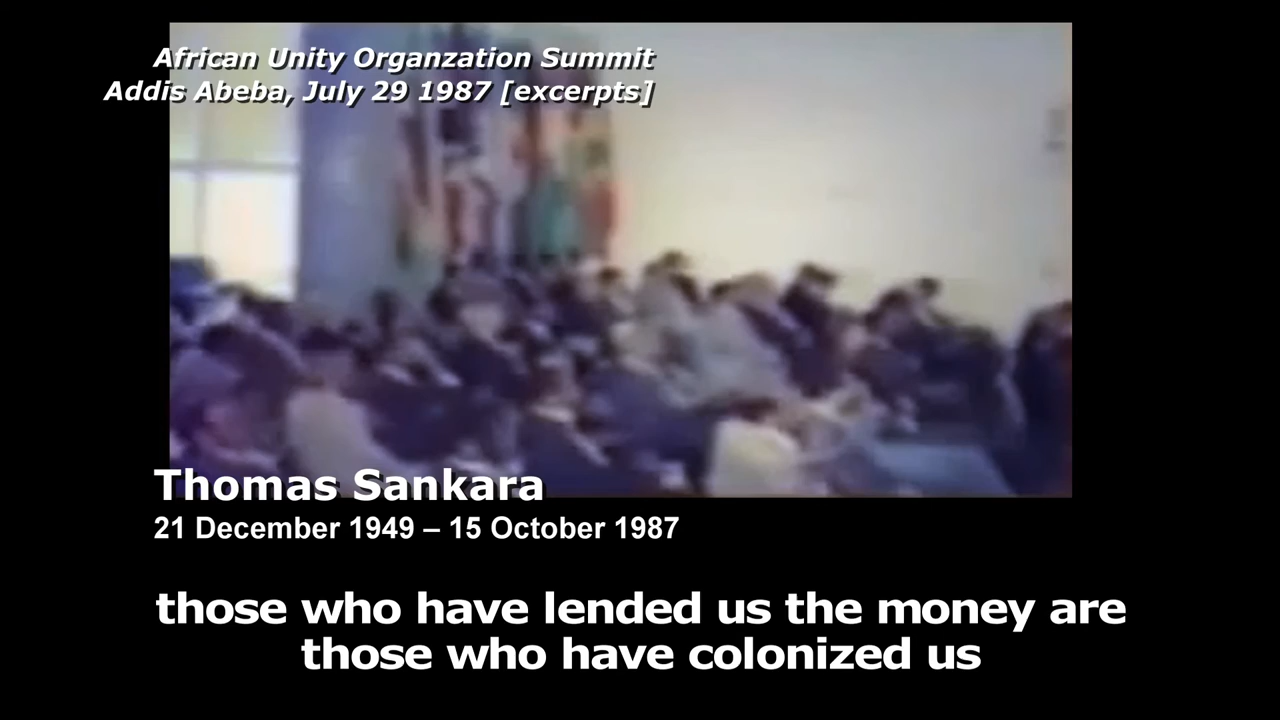 African Unity Organzation Summit
Addis Abeba, July 29 1987 [excerpts]
Thomas Sankara
21 December 1949 – 15 October 1987
those who have lended us the money are
those who have colonized us